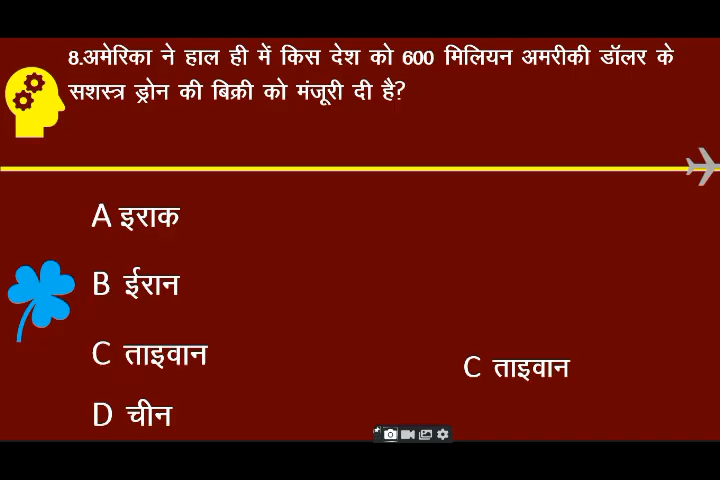 8.अमेरिका ने हाल ही में किस देश को 600 मिलियन अमरीकी डॉलर के
सशस्त्र ड्रोन की बिक्री को मंजूरी दी है?
A इराक
B ईरान
C ताइवान
C ताइवान
D चीन